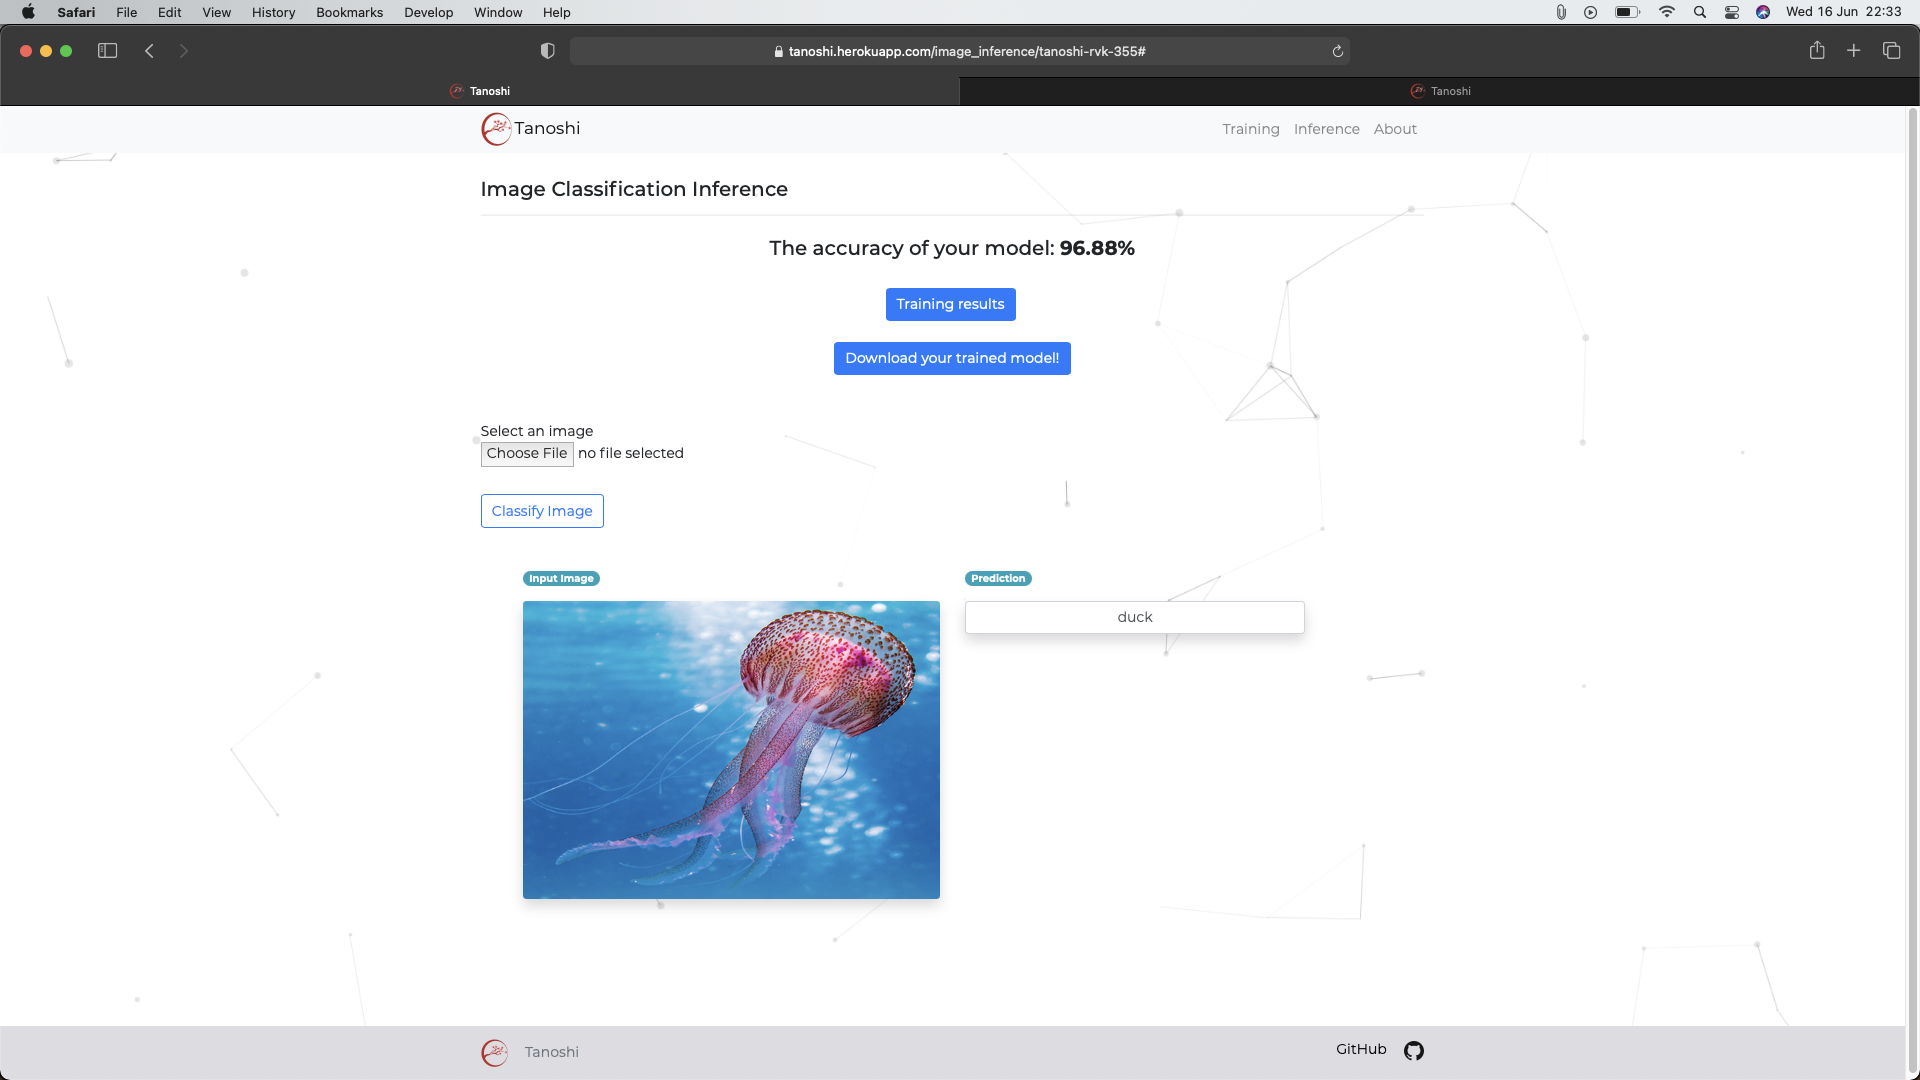 Safari File Edit View History Bookmarks Develop Window Help Wed 16 Jun 22:33
tanoshi.herokuapp.com/image_inference/tanoshi-rvk-355#
Tanoshi Tanoshi
Tanoshi Training Inference About
Image Classification Inference
The accuracy of your model: 96.88%
Training results
Download your trained model!
Select an image
Choose File no file selected
Classify Image
Input Image Prediction
duck
Tanoshi GitHub